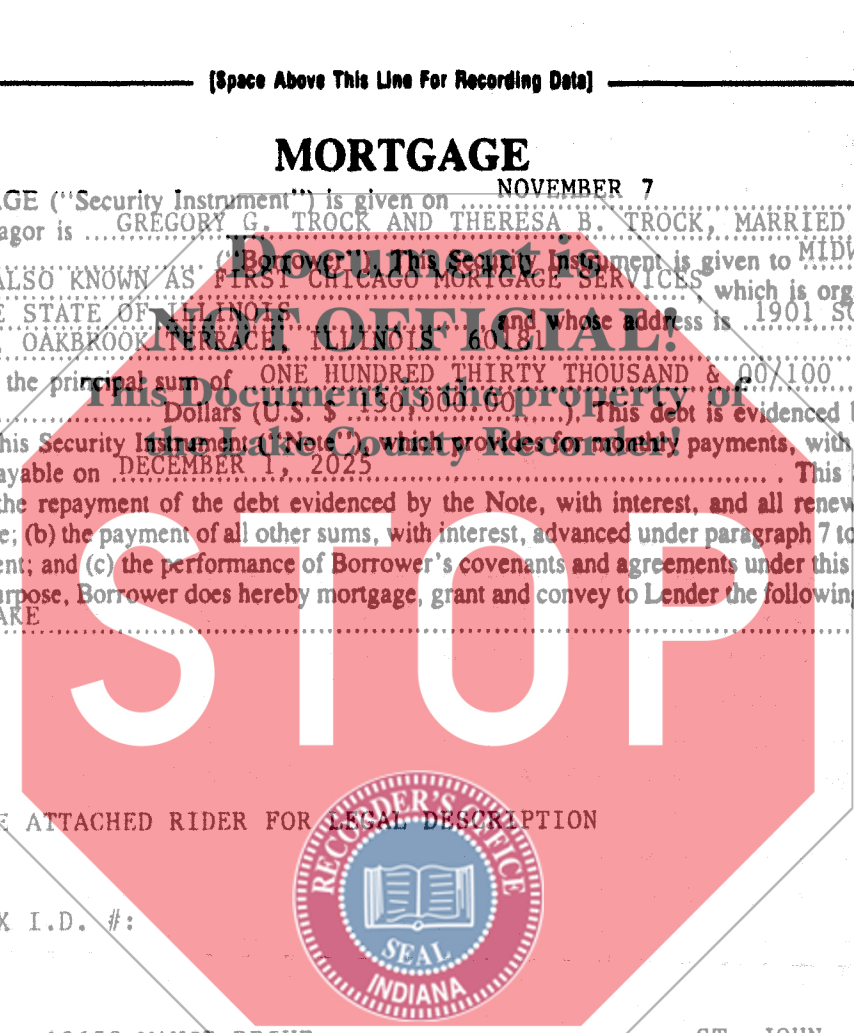 [Space Above This Line For Recording Data]
MORTGAGE
AGE ("Security Instrument") is given on NOVEMBER 7
agor is GREGORY G. TROCK AND THERESA B. TROCK, MARRIED
("Borrower"). This Security Instrument is given to MIDW
ALSO KNOWN AS FIRST CHICAGO MORTGAGE SERVICES, which is org
E STATE OF ILLINOIS, and whose address is 1901 SO
OAKBROOK TERRACE, ILLINOIS 60181
the principal sum of ONE HUNDRED THIRTY THOUSAND & 00/100
Dollars (U.S. $ 130,000.00). This debt is evidenced
his Security Instrument ("Note"), which provides for monthly payments, with
ayable on DECEMBER 1, 2025. This
the repayment of the debt evidenced by the Note, with interest, and all renew
e; (b) the payment of all other sums, with interest, advanced under paragraph 7 to
ent; and (c) the performance of Borrower's covenants and agreements under this
urpose, Borrower does hereby mortgage, grant and convey to Lender the following
AKE
Document is
NOT OFFICIAL!
This Document is the property of
the Lake County Recorder!
STOP
E ATTACHED RIDER FOR LEGAL DESCRIPTION
RECORDER'S OFFICE
SEAL
INDIANA
X I.D. #:
ST. JOHN